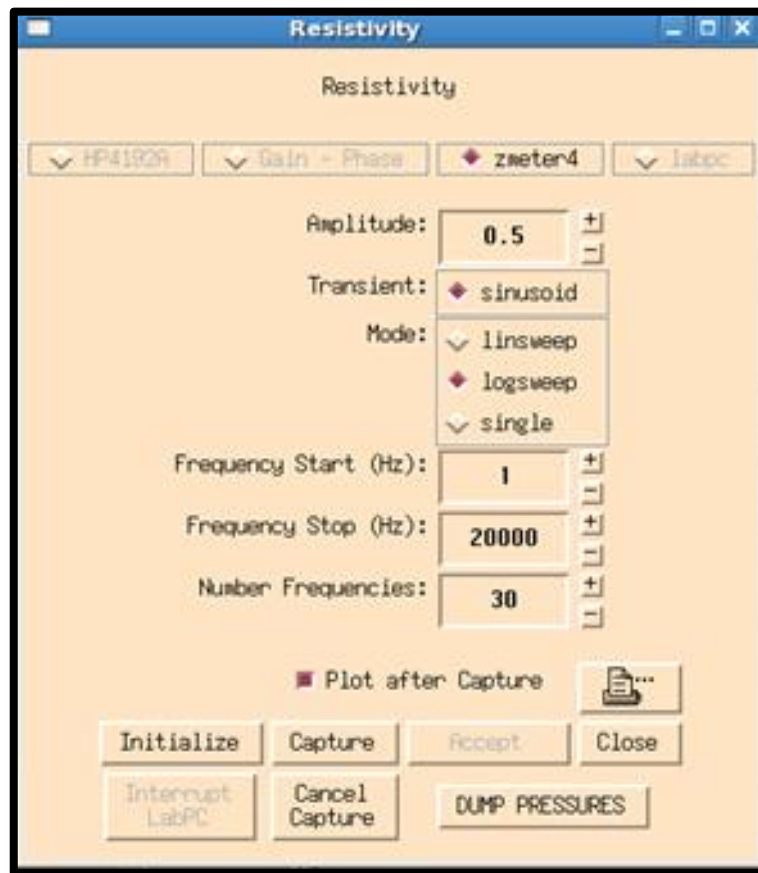 Resistivity
Resistivity
HP4192A Gain - Phase zmeter4 labpc
Amplitude: 0.5 + -
Transient: sinusoid
Mode: linsweep
logsweep
single
Frequency Start (Hz): 1 + -
Frequency Stop (Hz): 20000 + -
Number Frequencies: 30 + -
Plot after Capture ...
Initialize Capture Accept Close
Interrupt LabPC Cancel Capture DUMP PRESSURES